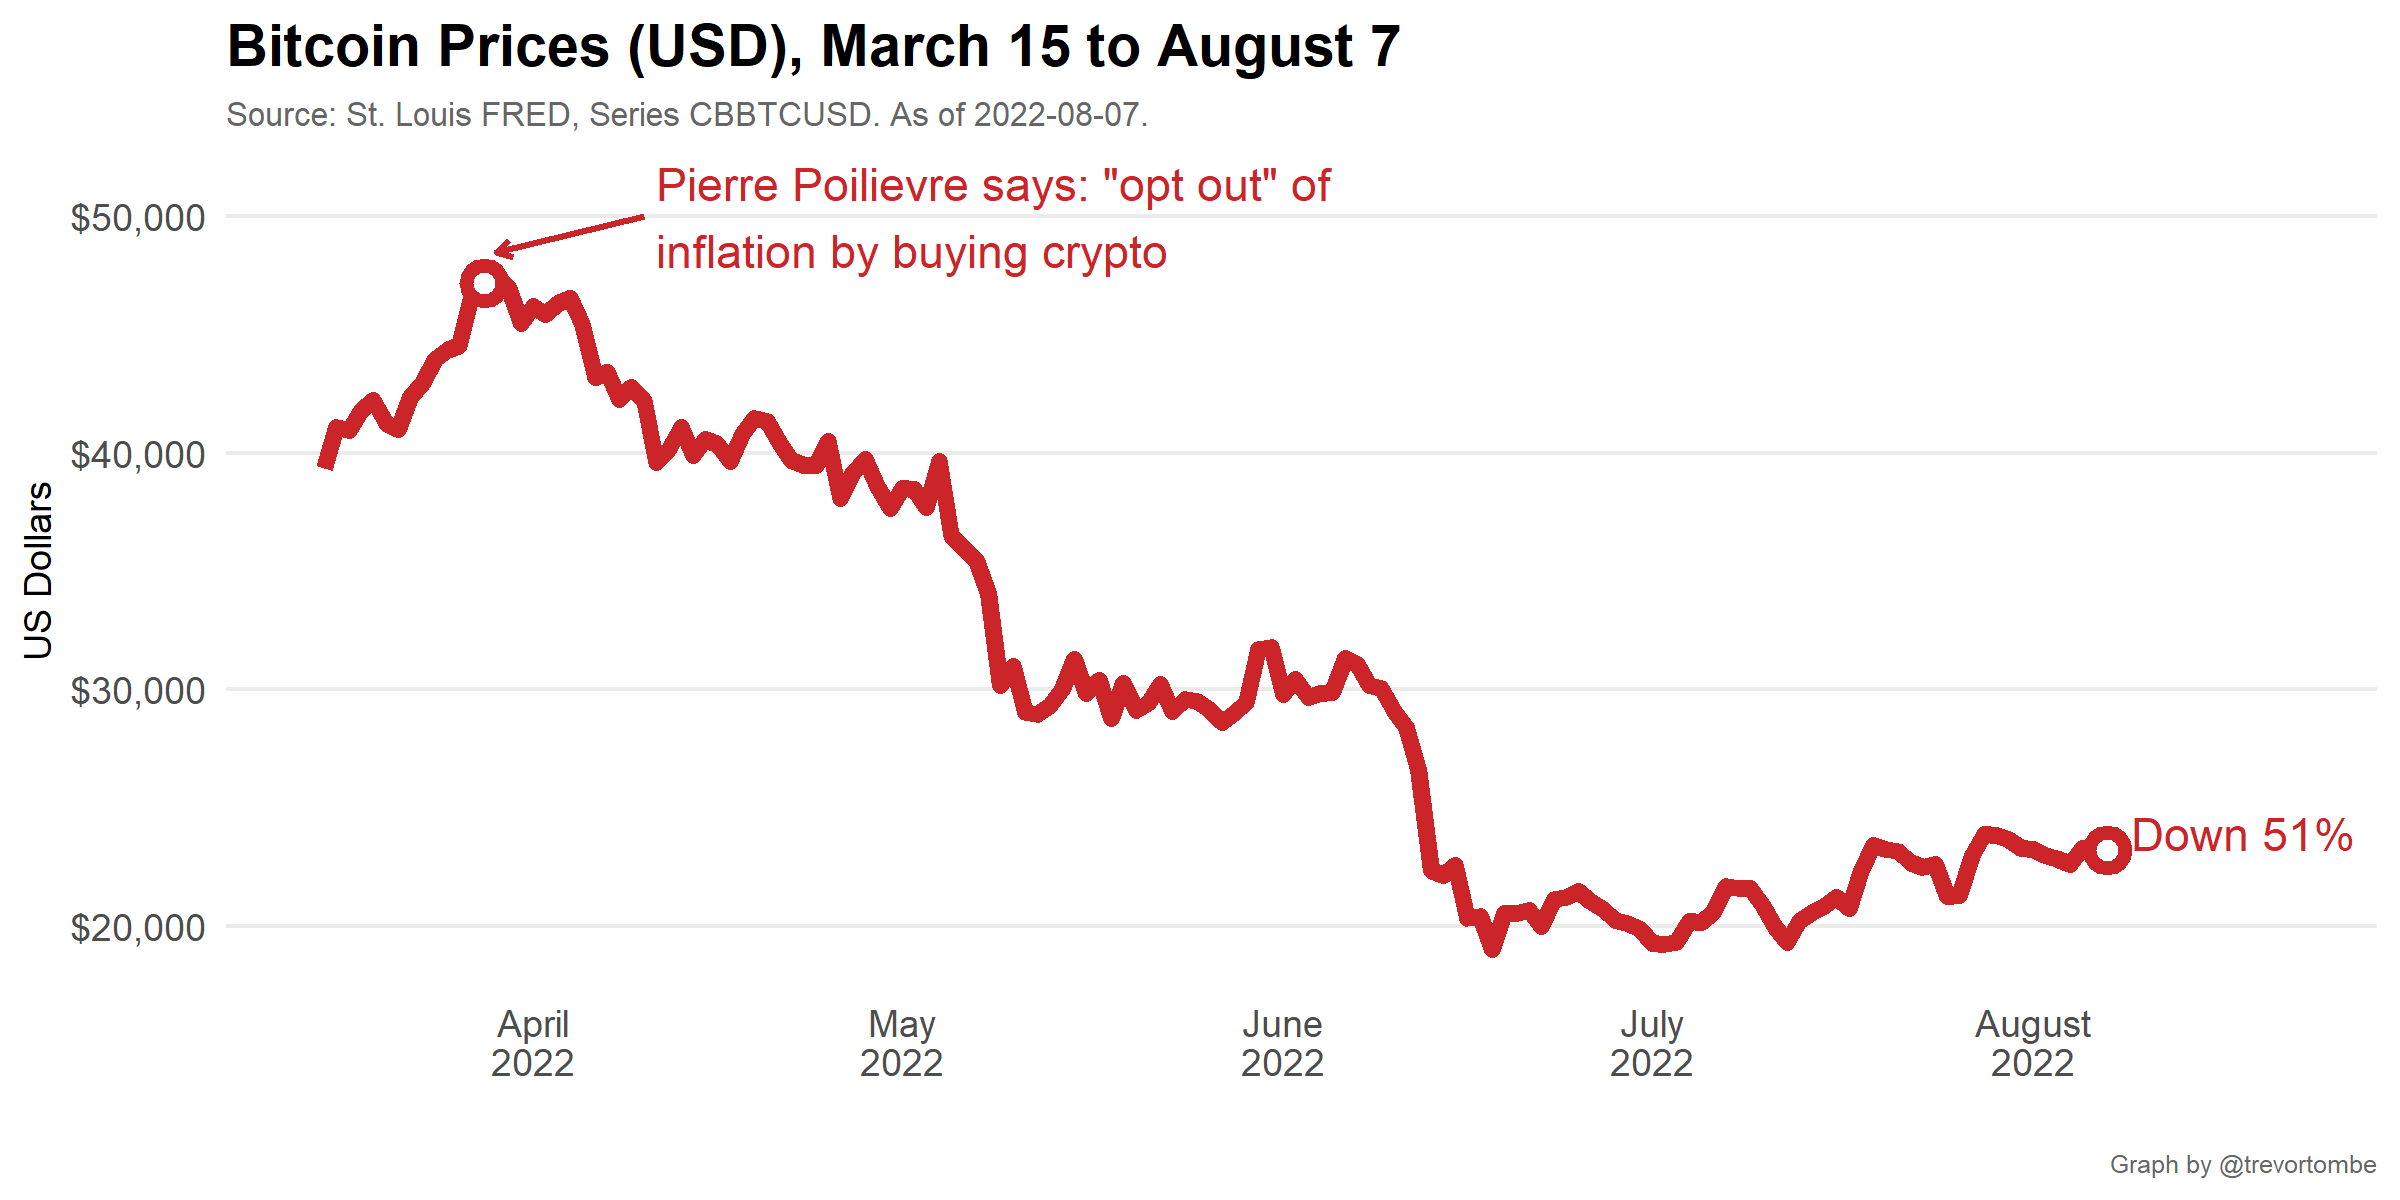 Bitcoin Prices (USD), March 15 to August 7
Source: St. Louis FRED, Series CBBTCUSD. As of 2022-08-07.
Pierre Poilievre says: "opt out" of
inflation by buying crypto
$50,000
$40,000
$30,000
$20,000
US Dollars
Down 51%
April
2022
May
2022
June
2022
July
2022
August
2022
Graph by @trevortombe